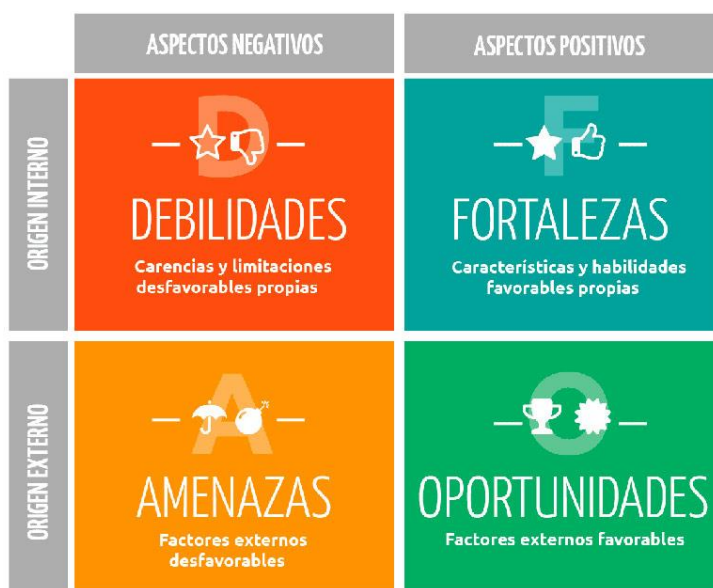 ASPECTOS NEGATIVOS
ASPECTOS POSITIVOS
ORIGEN INTERNO
D
DEBILIDADES
Carencias y limitaciones
desfavorables propias
F
FORTALEZAS
Características y habilidades
favorables propias
ORIGEN EXTERNO
A
AMENAZAS
Factores externos
desfavorables
O
OPORTUNIDADES
Factores externos favorables